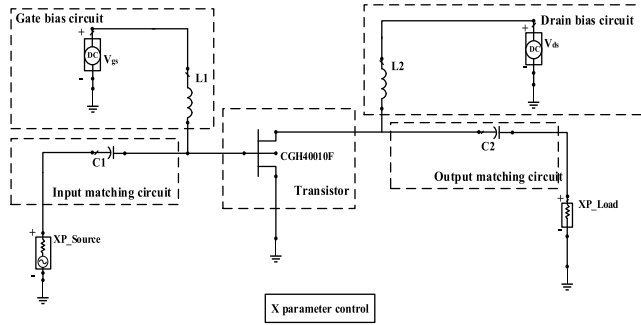 Gate bias circuit
Drain bias circuit
+
DC
Vgs
-
L1
L2
+
DC
Vds
-
C1
CGH40010F
C2
Input matching circuit
Transistor
Output matching circuit
+
XP_Source
-
+
XP_Load
-
X parameter control